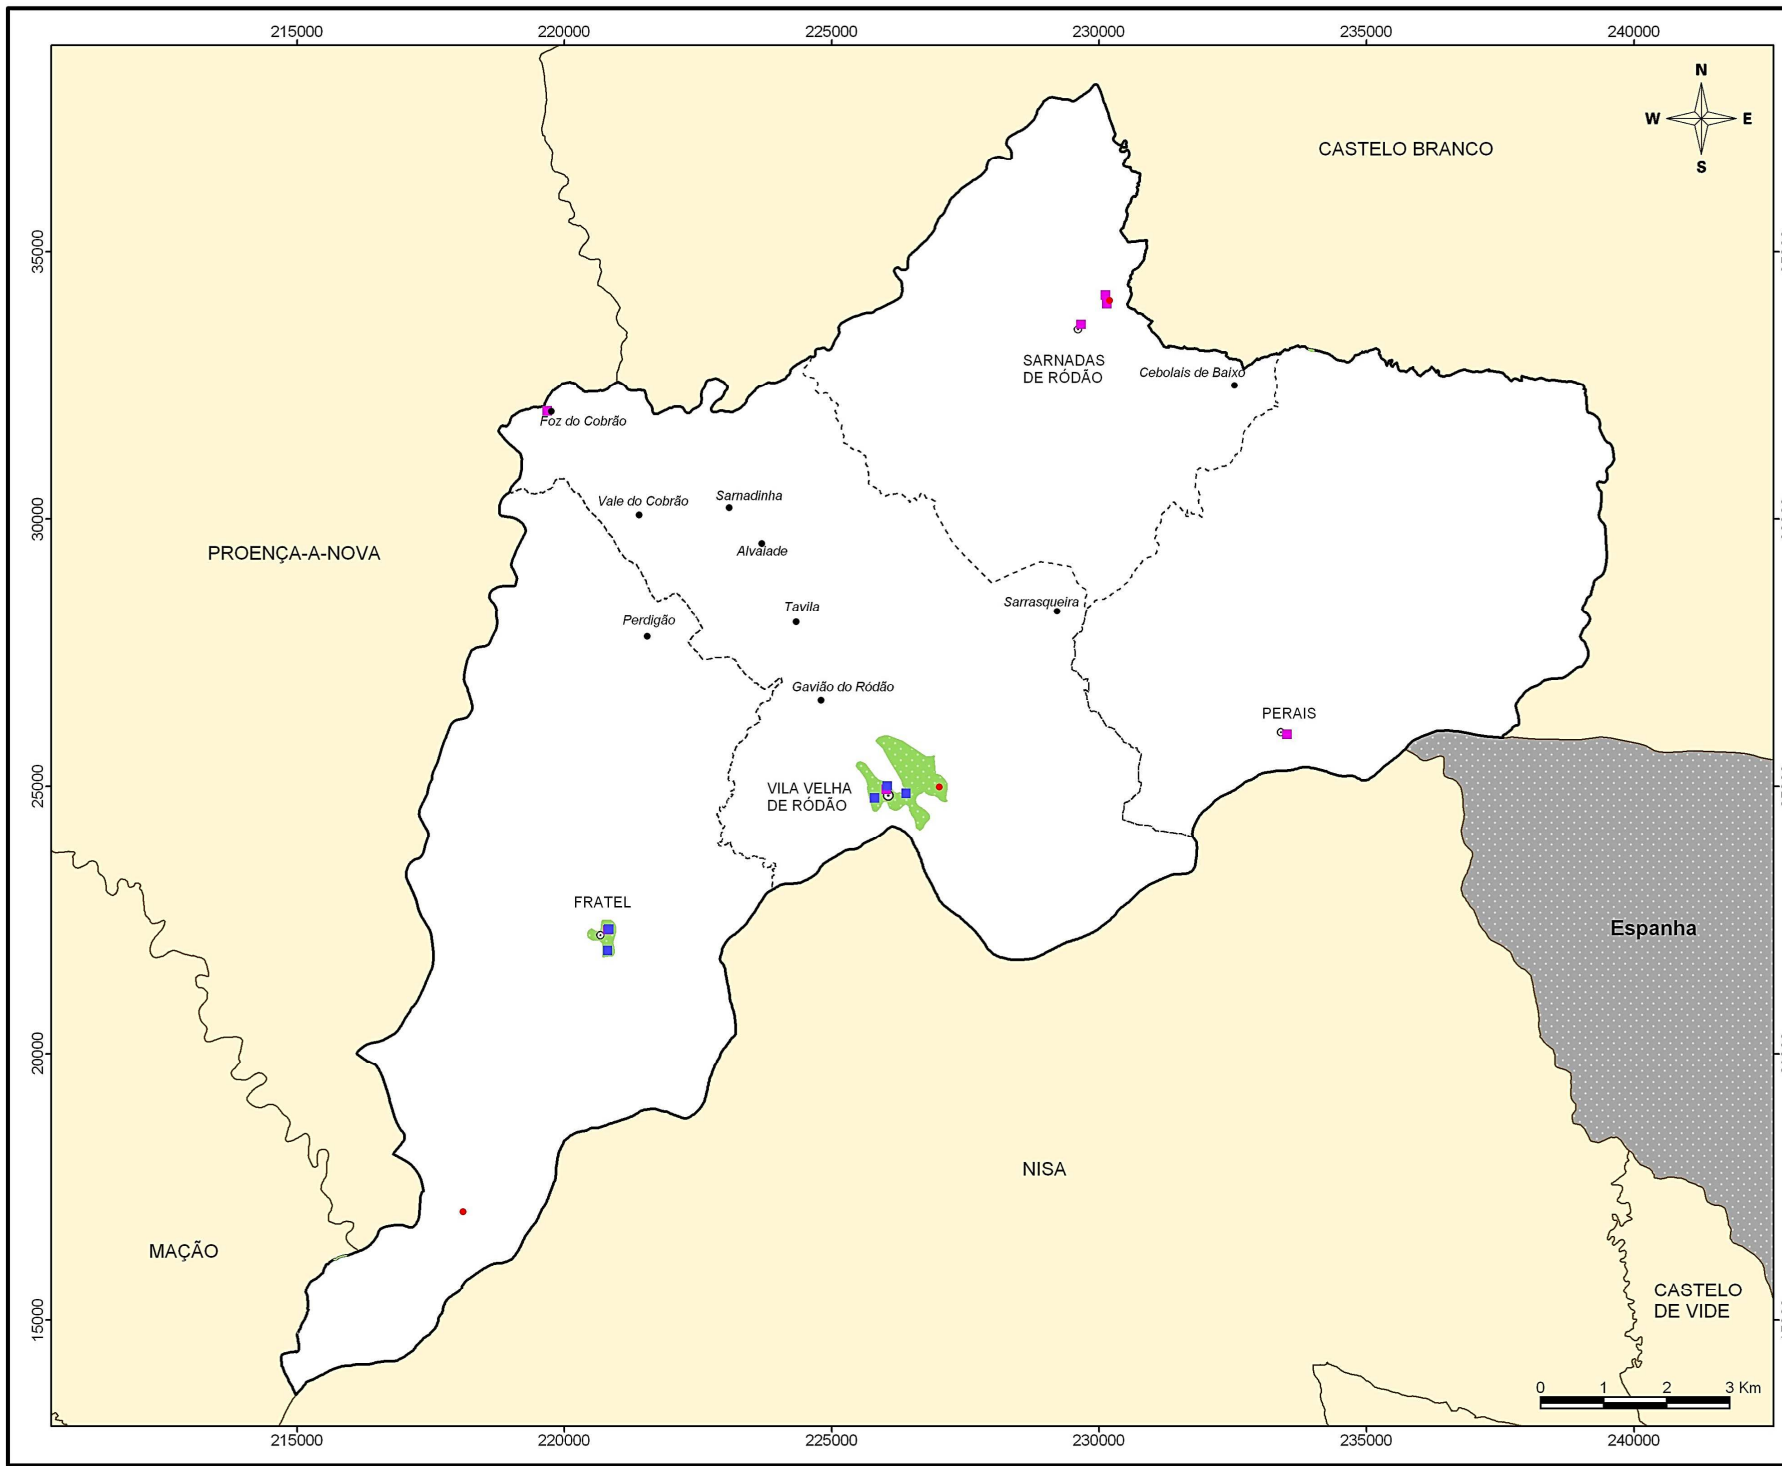 215000 220000 225000 230000 235000 240000
N
W E
S
CASTELO BRANCO
35000
SARNADAS
DE RÓDÃO
Cebolais de Baixo
Foz do Cobrão
Vale do Cobrão
Sarnadinha
30000
Alvaiade
PROENÇA-A-NOVA
Sarrasqueira
Tavila
Perdigão
Gavião do Ródão
PERAIS
25000
VILA VELHA
DE RÓDÃO
FRATEL
Espanha
20000
NISA
MAÇÃO
CASTELO
DE VIDE
15000
0 1 2 3 Km
215000 220000 225000 230000 235000 240000